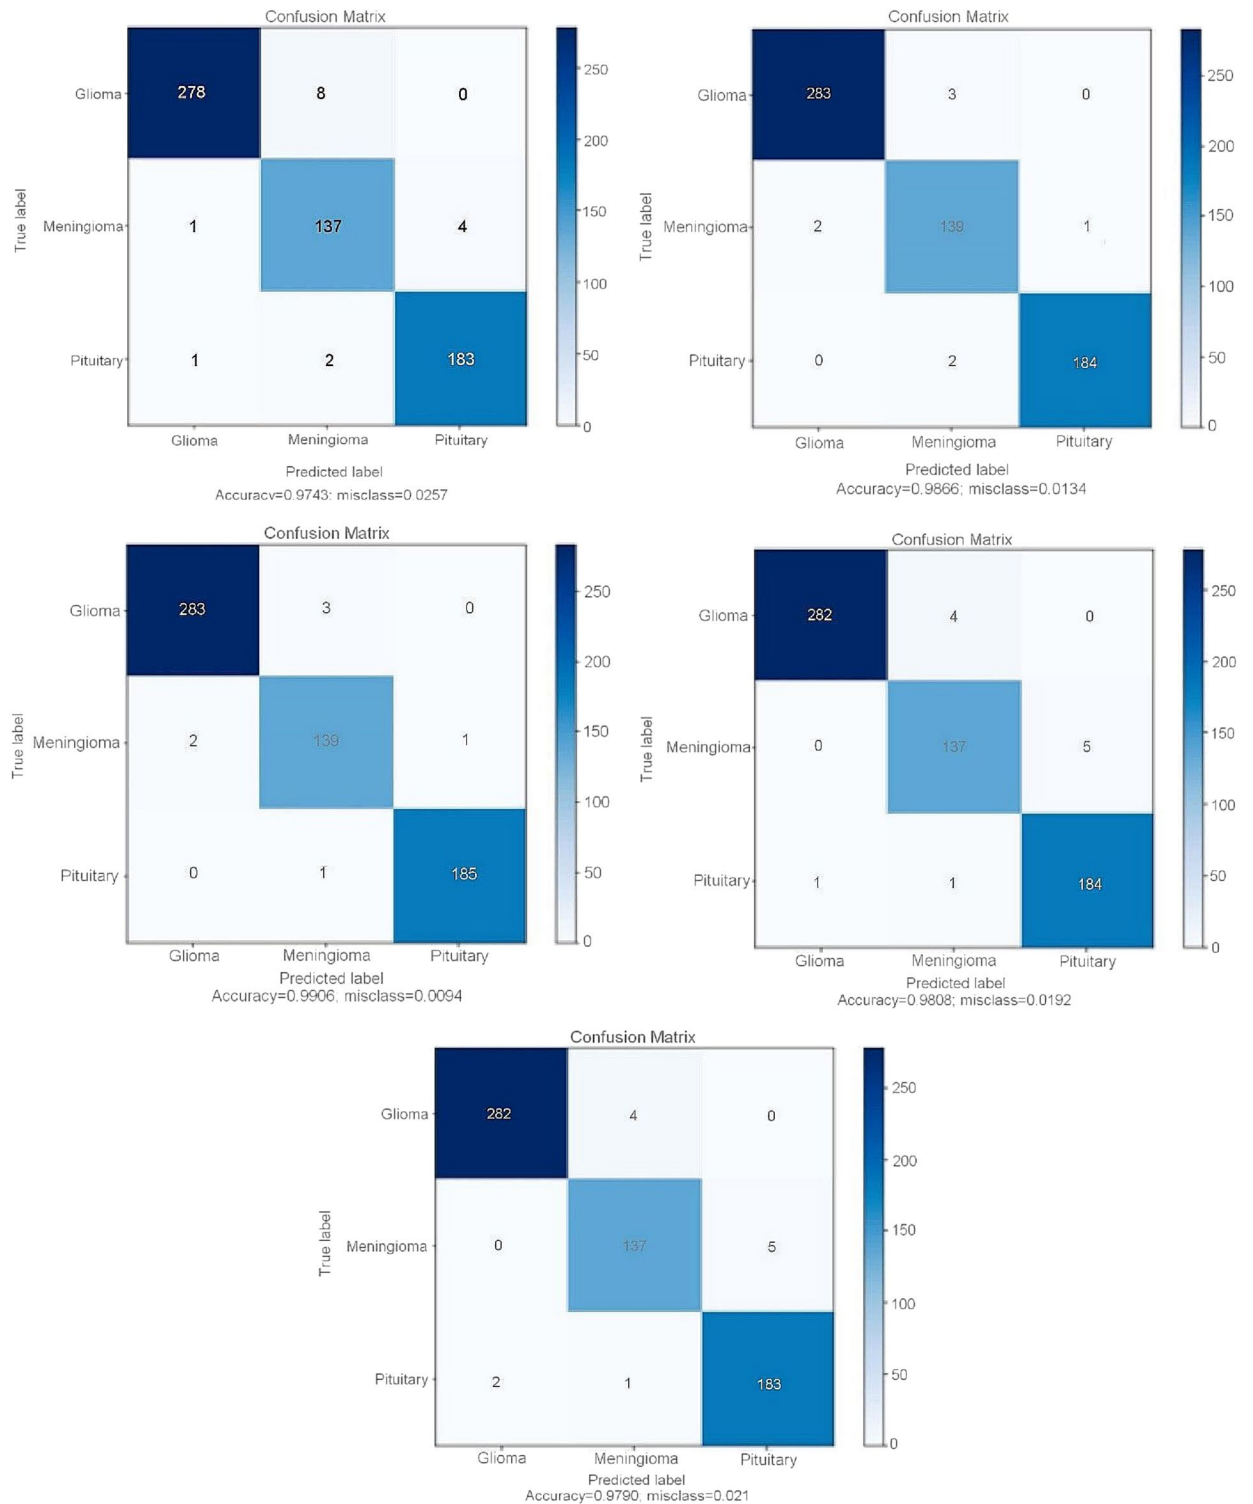 Confusion Matrix
Glioma 278 8 0
Meningioma 1 137 4
Pituitary 1 2 183
Glioma Meningioma Pituitary
True label
Predicted label
Accuracy=0.9743; misclass=0.0257
250
200
150
100
50
0
Confusion Matrix
Glioma 283 3 0
Meningioma 2 139 1
Pituitary 0 2 184
Glioma Meningioma Pituitary
True label
Predicted label
Accuracy=0.9866; misclass=0.0134
250
200
150
100
50
0
Confusion Matrix
Glioma 283 3 0
Meningioma 2 139 1
Pituitary 0 1 185
Glioma Meningioma Pituitary
True label
Predicted label
Accuracy=0.9906; misclass=0.0094
250
200
150
100
50
0
Confusion Matrix
Glioma 282 4 0
Meningioma 0 137 5
Pituitary 1 1 184
Glioma Meningioma Pituitary
True label
Predicted label
Accuracy=0.9808; misclass=0.0192
250
200
150
100
50
0
Confusion Matrix
Glioma 282 4 0
Meningioma 0 137 5
Pituitary 2 1 183
Glioma Meningioma Pituitary
True label
Predicted label
Accuracy=0.9790; misclass=0.021
250
200
150
100
50
0